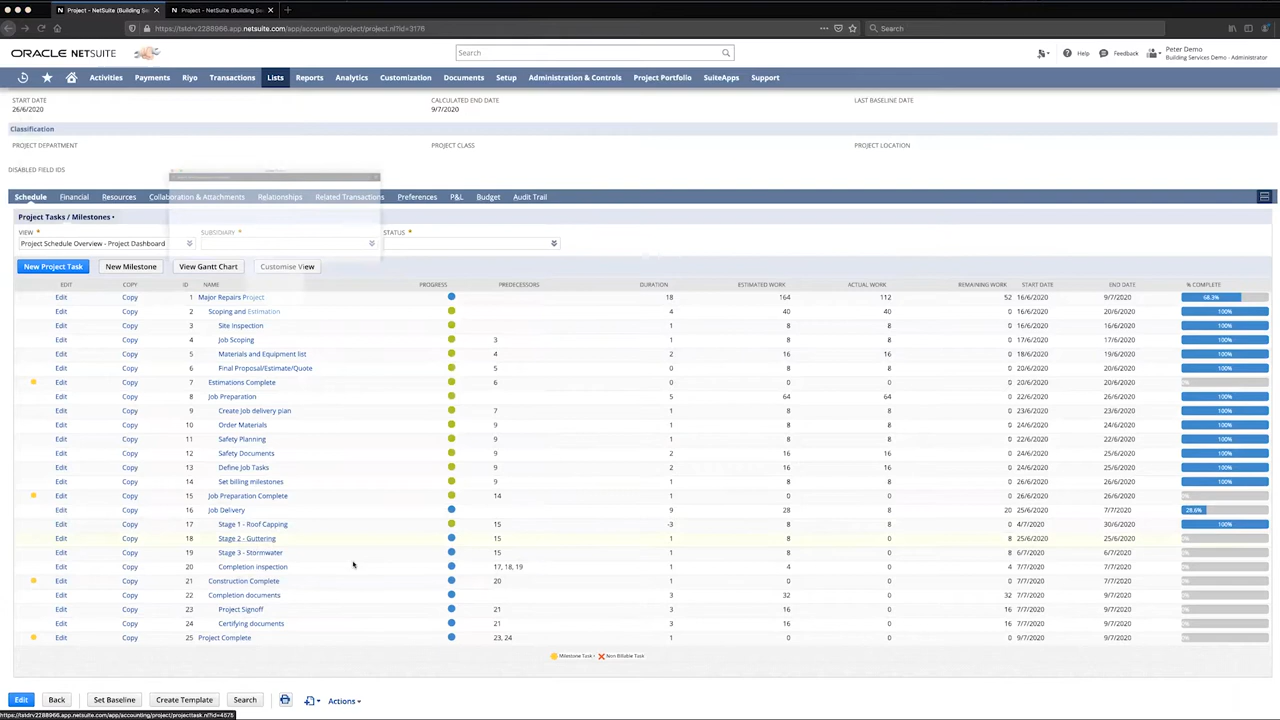 Project - NetSuite (Building Ser × Project - NetSuite (Building Ser × +
https://tstdrv2288966.app.netsuite.com/app/accounting/project/project.nl?id=3176 Search
ORACLE NETSUITE Search Help Feedback Peter Demo
Building Services Demo - Administrator
Activities Payments Riyo Transactions Lists Reports Analytics Customization Documents Setup Administration & Controls Project Portfolio SuiteApps Support
START DATE CALCULATED END DATE LAST BASELINE DATE
26/6/2020 9/7/2020
Classification
PROJECT DEPARTMENT PROJECT CLASS PROJECT LOCATION
DISABLED FIELD IDS
Schedule Financial Resources Collaboration & Attachments Relationships Related Transactions Preferences P&L Budget Audit Trail
Project Tasks / Milestones •
VIEW * SUBSIDIARY * STATUS *
Project Schedule Overview - Project Dashboard
New Project Task New Milestone View Gantt Chart Customise View
EDIT COPY ID NAME PROGRESS PREDECESSORS DURATION ESTIMATED WORK ACTUAL WORK REMAINING WORK START DATE END DATE % COMPLETE
Edit Copy 1 Major Repairs Project 18 164 112 52 16/6/2020 9/7/2020 68.3%
Edit Copy 2 Scoping and Estimation 4 40 40 0 16/6/2020 20/6/2020 100%
Edit Copy 3 Site Inspection 1 8 8 0 16/6/2020 16/6/2020 100%
Edit Copy 4 Job Scoping 3 1 8 8 0 17/6/2020 17/6/2020 100%
Edit Copy 5 Materials and Equipment list 4 2 16 16 0 18/6/2020 19/6/2020 100%
Edit Copy 6 Final Proposal/Estimate/Quote 5 1 8 8 0 20/6/2020 20/6/2020 100%
Edit Copy 7 Estimations Complete 6 0 0 0 0 20/6/2020 20/6/2020 0%
Edit Copy 8 Job Preparation 5 64 64 0 22/6/2020 26/6/2020 100%
Edit Copy 9 Create Job delivery plan 7 1 8 8 0 23/6/2020 23/6/2020 100%
Edit Copy 10 Order Materials 9 1 8 8 0 24/6/2020 24/6/2020 100%
Edit Copy 11 Safety Planning 9 1 8 8 0 22/6/2020 22/6/2020 100%
Edit Copy 12 Safety Documents 9 2 16 16 0 24/6/2020 25/6/2020 100%
Edit Copy 13 Define Job Tasks 9 2 16 16 0 24/6/2020 25/6/2020 100%
Edit Copy 14 Set billing milestones 9 1 8 8 0 24/6/2020 24/6/2020 100%
Edit Copy 15 Job Preparation Complete 14 1 0 0 0 26/6/2020 26/6/2020 0%
Edit Copy 16 Job Delivery 9 28 8 20 25/6/2020 7/7/2020 28.6%
Edit Copy 17 Stage 1 - Roof Capping 15 -3 8 8 0 4/7/2020 30/6/2020 100%
Edit Copy 18 Stage 2 - Guttering 15 1 8 0 8 25/6/2020 25/6/2020 0%
Edit Copy 19 Stage 3 - Stormwater 15 1 8 0 8 6/7/2020 6/7/2020 0%
Edit Copy 20 Completion inspection 17, 18, 19 1 4 0 4 7/7/2020 7/7/2020 0%
Edit Copy 21 Construction Complete 20 1 0 0 0 7/7/2020 7/7/2020 0%
Edit Copy 22 Completion documents 3 32 0 32 7/7/2020 9/7/2020 0%
Edit Copy 23 Project Signoff 21 3 16 0 16 7/7/2020 9/7/2020 0%
Edit Copy 24 Certifying documents 21 3 16 0 16 7/7/2020 9/7/2020 0%
Edit Copy 25 Project Complete 23, 24 1 0 0 0 9/7/2020 9/7/2020 0%
Milestone Task Non Billable Task
Edit Back Set Baseline Create Template Search Actions
https://tstdrv2288966.app.netsuite.com/app/accounting/project/projecttask.nl?id=4575